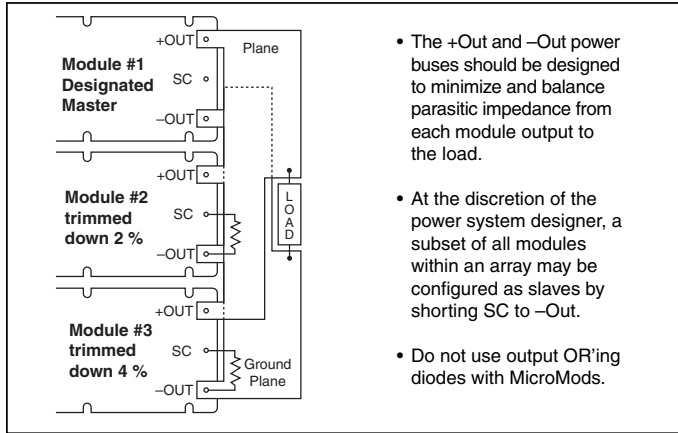 Module #1
Designated
Master
+OUT
SC
–OUT
Plane
Module #2
trimmed
down 2 %
+OUT
SC
–OUT
LOAD
Module #3
trimmed
down 4 %
+OUT
SC
–OUT
Ground
Plane
• The +Out and –Out power
buses should be designed
to minimize and balance
parasitic impedance from
each module output to
the load.
• At the discretion of the
power system designer, a
subset of all modules
within an array may be
configured as slaves by
shorting SC to –Out.
• Do not use output OR'ing
diodes with MicroMods.